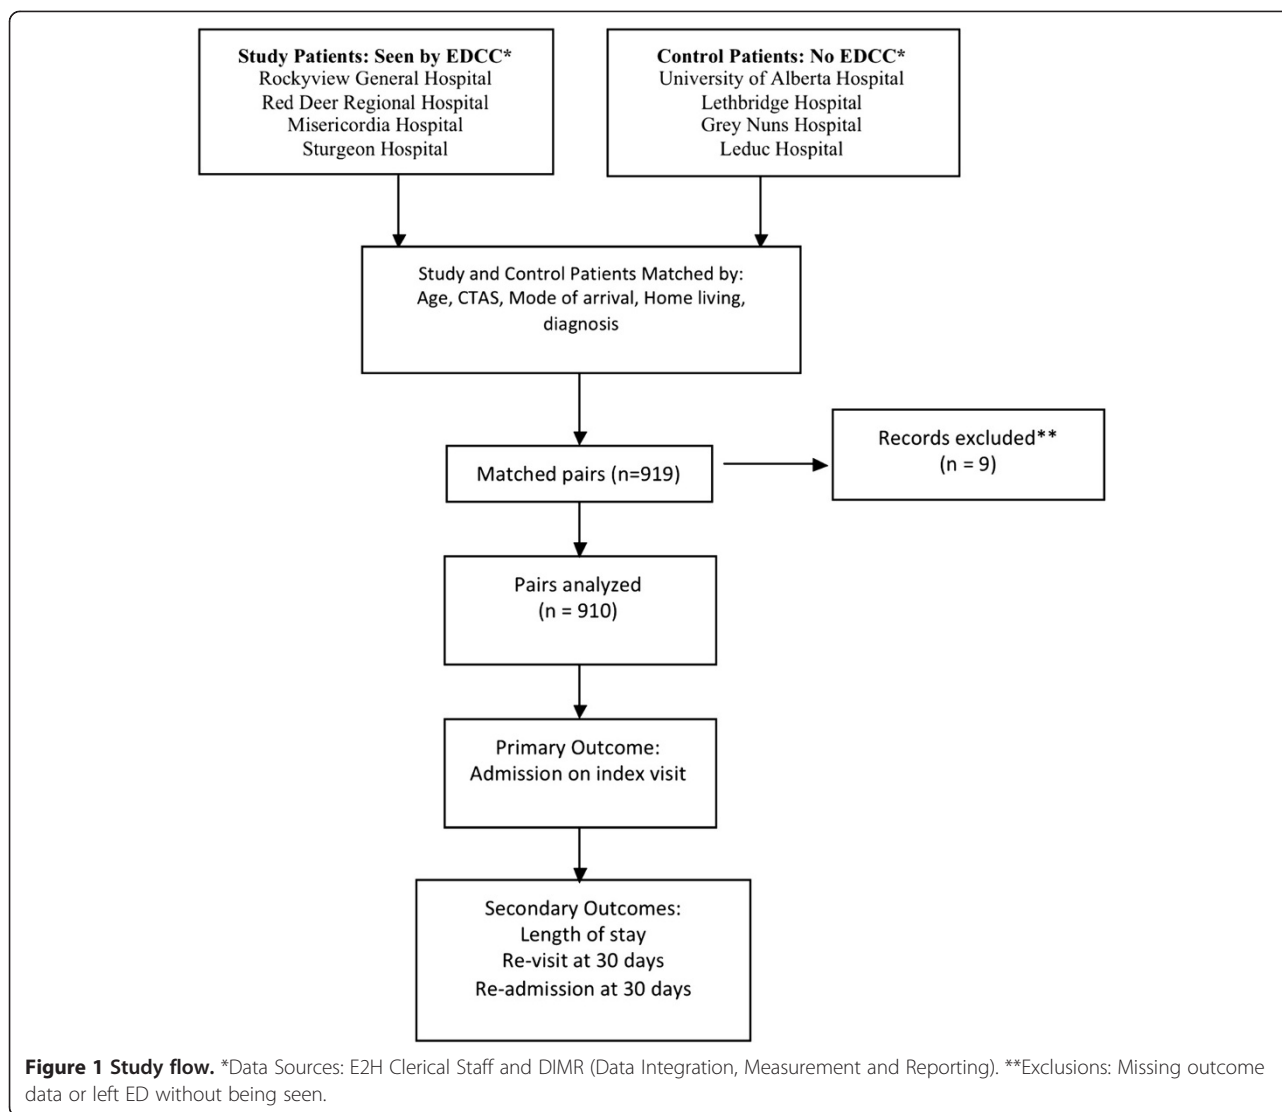 Study Patients: Seen by EDCC*
Rockyview General Hospital
Red Deer Regional Hospital
Misericordia Hospital
Sturgeon Hospital
Control Patients: No EDCC*
University of Alberta Hospital
Lethbridge Hospital
Grey Nuns Hospital
Leduc Hospital
Study and Control Patients Matched by:
Age, CTAS, Mode of arrival, Home living,
diagnosis
Matched pairs (n=919)
Records excluded**
(n = 9)
Pairs analyzed
(n = 910)
Primary Outcome:
Admission on index visit
Secondary Outcomes:
Length of stay
Re-visit at 30 days
Re-admission at 30 days
Figure 1 Study flow. *Data Sources: E2H Clerical Staff and DIMR (Data Integration, Measurement and Reporting). **Exclusions: Missing outcome
data or left ED without being seen.